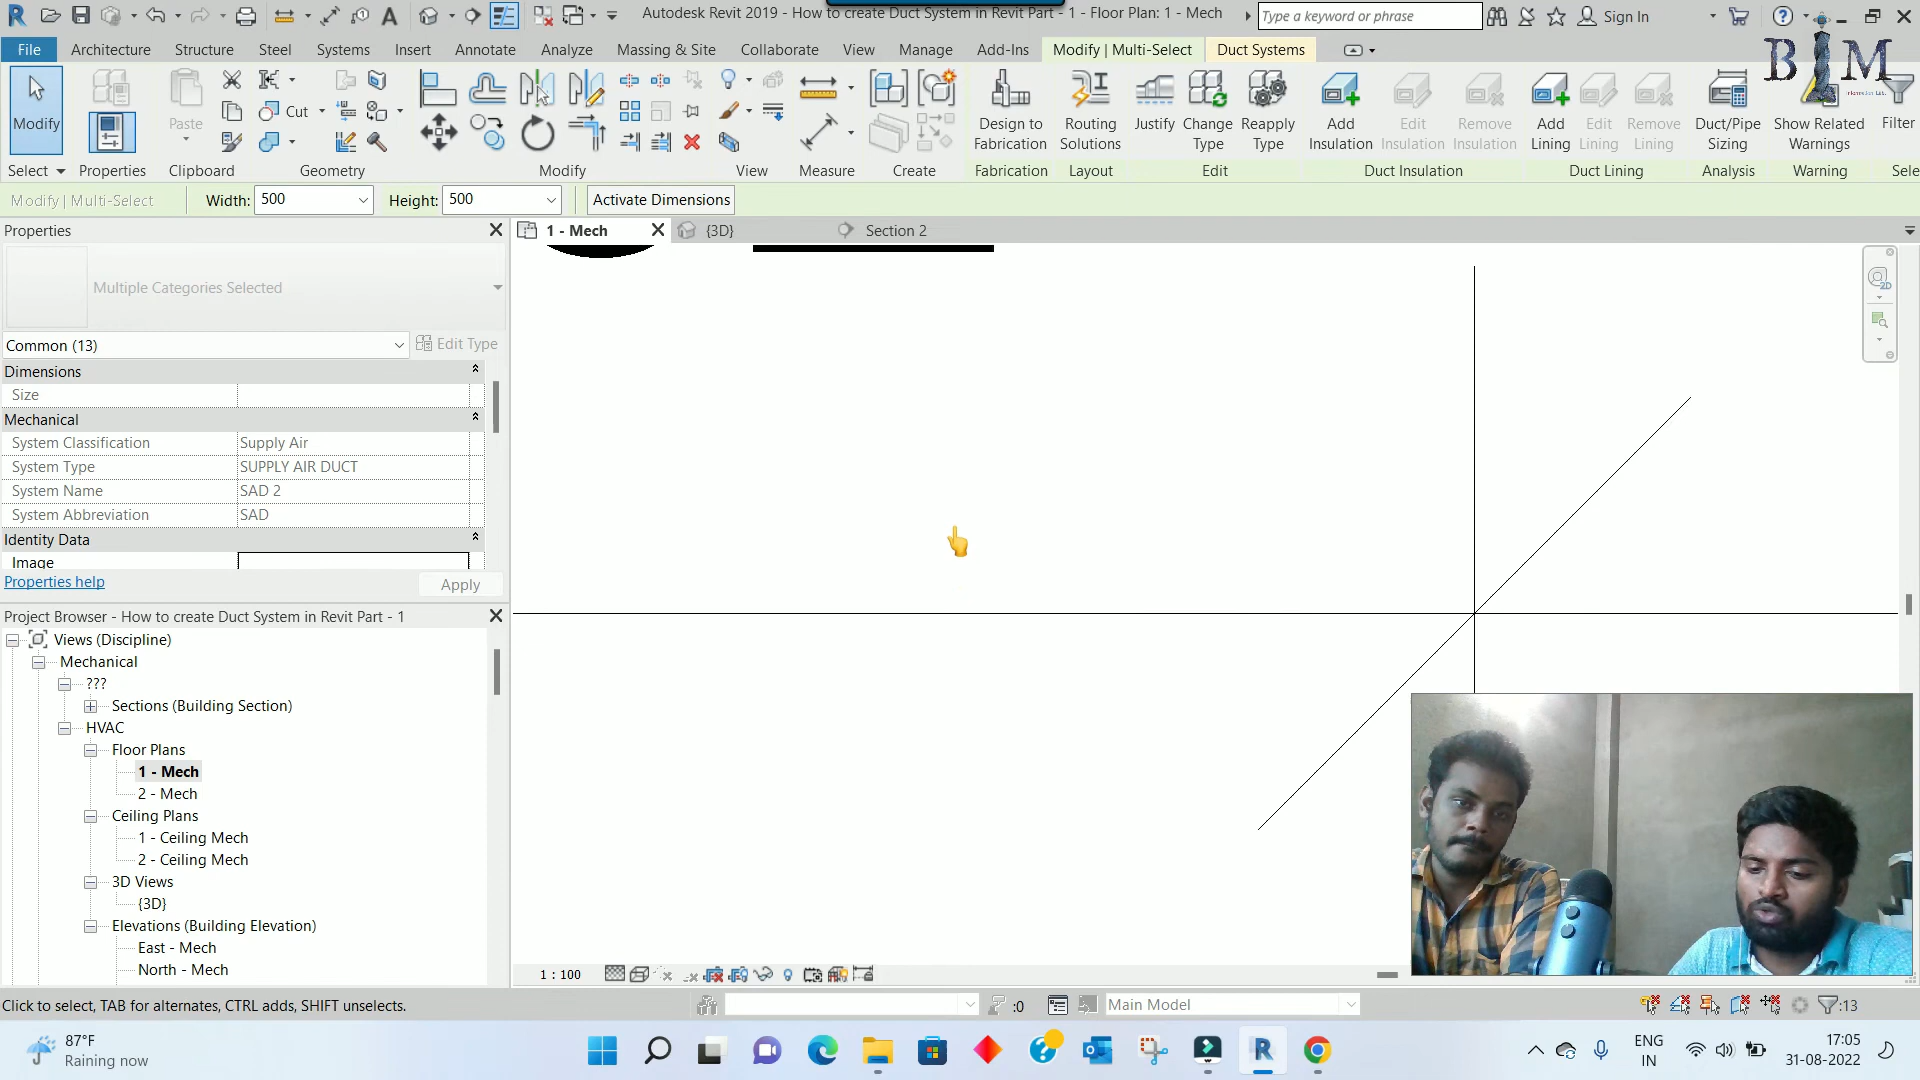 Autodesk Revit 2019 - How to create Duct System in Revit Part - 1 - Floor Plan: 1 - Mech
Type a keyword or phrase
Sign In
File Architecture Structure Steel Systems Insert Annotate Analyze Massing & Site Collaborate View Manage Add-Ins Modify | Multi-Select Duct Systems
BIM
Modify
Paste
Cut
Design to Fabrication
Routing Solutions
Justify
Change Type
Reapply Type
Add Insulation
Edit Insulation
Remove Insulation
Add Lining
Edit Lining
Remove Lining
Duct/Pipe Sizing
Show Related Warnings
Filter
Select Properties Clipboard Geometry Modify View Measure Create Fabrication Layout Edit Duct Insulation Duct Lining Analysis Warning Sele
Modify | Multi-Select Width: 500 Height: 500 Activate Dimensions
Properties
1 - Mech {3D} Section 2
2D
Multiple Categories Selected
Common (13) Edit Type
Dimensions
Size
Mechanical
System Classification Supply Air
System Type SUPPLY AIR DUCT
System Name SAD 2
System Abbreviation SAD
Identity Data
Image
Properties help Apply
Project Browser - How to create Duct System in Revit Part - 1
Views (Discipline)
Mechanical
???
Sections (Building Section)
HVAC
Floor Plans
1 - Mech
2 - Mech
Ceiling Plans
1 - Ceiling Mech
2 - Ceiling Mech
3D Views
{3D}
Elevations (Building Elevation)
East - Mech
North - Mech
1 : 100
Click to select, TAB for alternates, CTRL adds, SHIFT unselects.
:0
Main Model
:13
87°F
Raining now
ENG
IN
17:05
31-08-2022